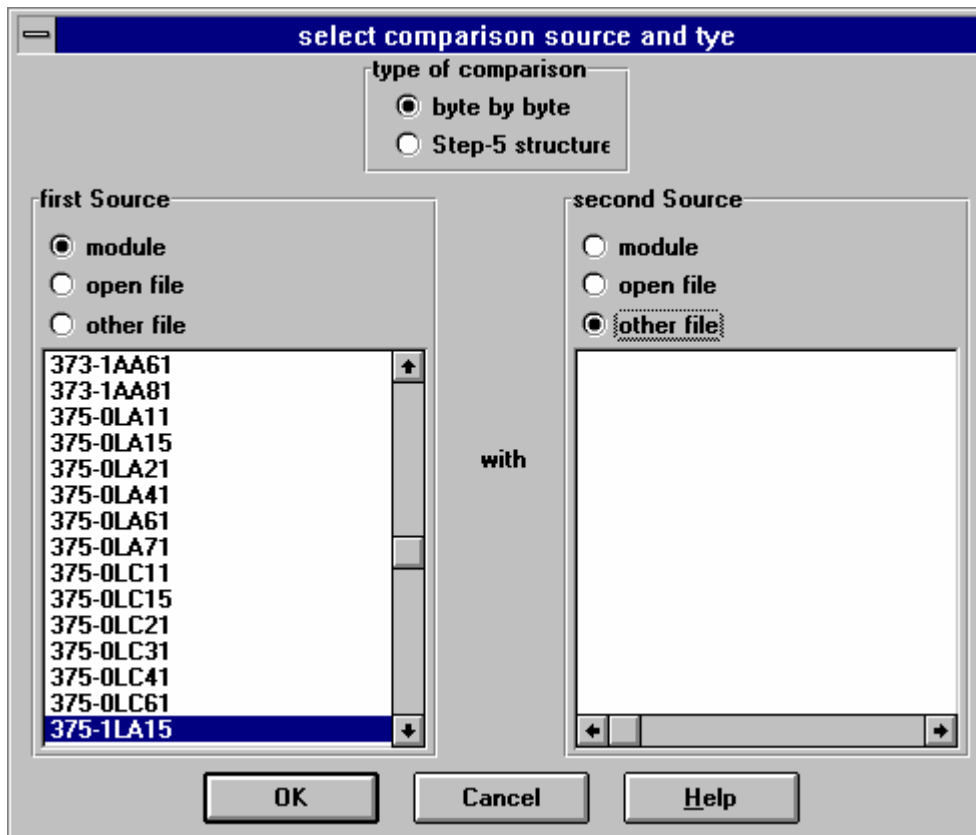 select comparison source and tye
type of comparison
byte by byte
Step-5 structure
first Source
module
open file
other file
373-1AA61
373-1AA81
375-0LA11
375-0LA15
375-0LA21
375-0LA41
375-0LA61
375-0LA71
375-0LC11
375-0LC15
375-0LC21
375-0LC31
375-0LC41
375-0LC61
375-1LA15
with
second Source
module
open file
other file
OK
Cancel
Help